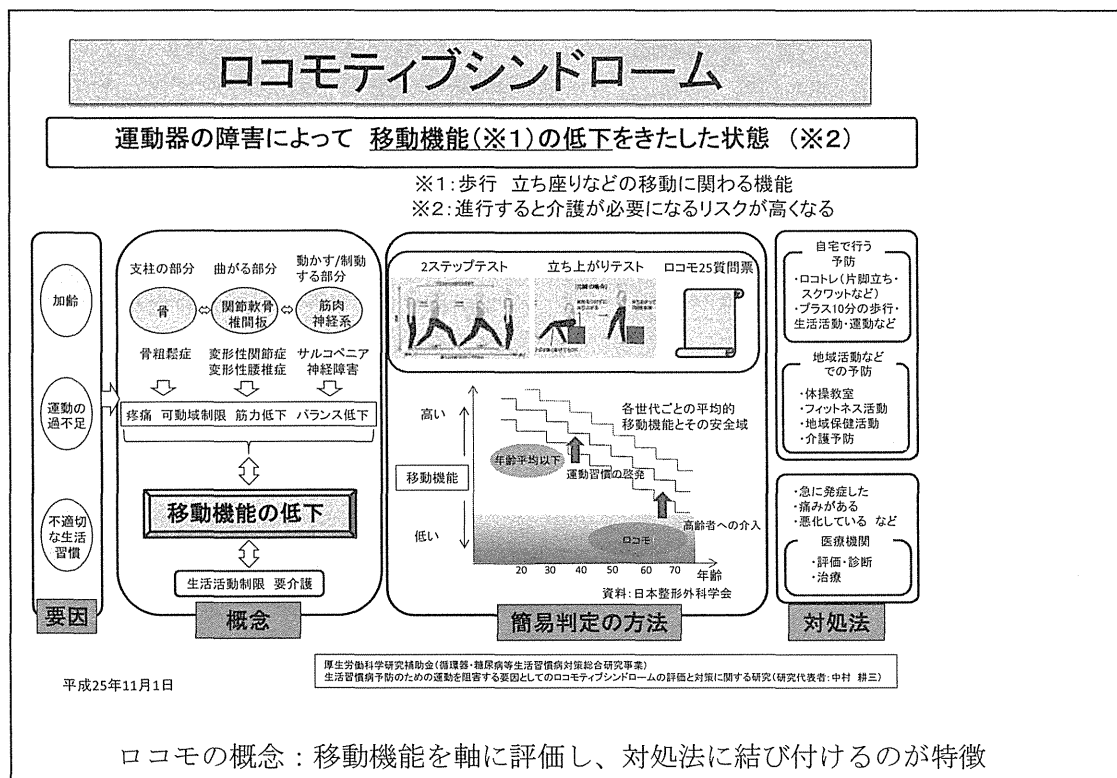 ロコモティブシンドローム
運動器の障害によって 移動機能(※1)の低下をきたした状態 (※2)
※1:歩行 立ち座りなどの移動に関わる機能
※2:進行すると介護が必要になるリスクが高くなる
加齢
運動の
過不足
不適切
な生活
習慣
要因
支柱の部分
曲がる部分
動かす/制動
する部分
骨
関節軟骨
椎間板
筋肉
神経系
骨粗鬆症
変形性関節症
変形性腰椎症
サルコペニア
神経障害
疼痛 可動域制限 筋力低下 バランス低下
移動機能の低下
生活活動制限 要介護
概念
2ステップテスト
立ち上がりテスト
ロコモ25質問票
高い
移動機能
低い
各世代ごとの平均的
移動機能とその安全域
年齢平均以下
運動習慣の啓発
高齢者への介入
ロコモ
20 30 40 50 60 70
年齢
資料:日本整形外科学会
簡易判定の方法
自宅で行う
予防
・ロコトレ(片脚立ち・
スクワットなど)
・プラス10分の歩行・
生活活動・運動など
地域活動など
での予防
・体操教室
・フィットネス活動
・地域保健活動
・介護予防
・急に発症した
・痛みがある
・悪化している など
医療機関
・評価・診断
・治療
対処法
平成25年11月1日
厚生労働科学研究補助金(循環器・糖尿病等生活習慣病対策総合研究事業)
生活習慣病予防のための運動を阻害する要因としてのロコモティブシンドロームの評価と対策に関する研究(研究代表者:中村 耕三)
ロコモの概念：移動機能を軸に評価し、対処法に結び付けるのが特徴